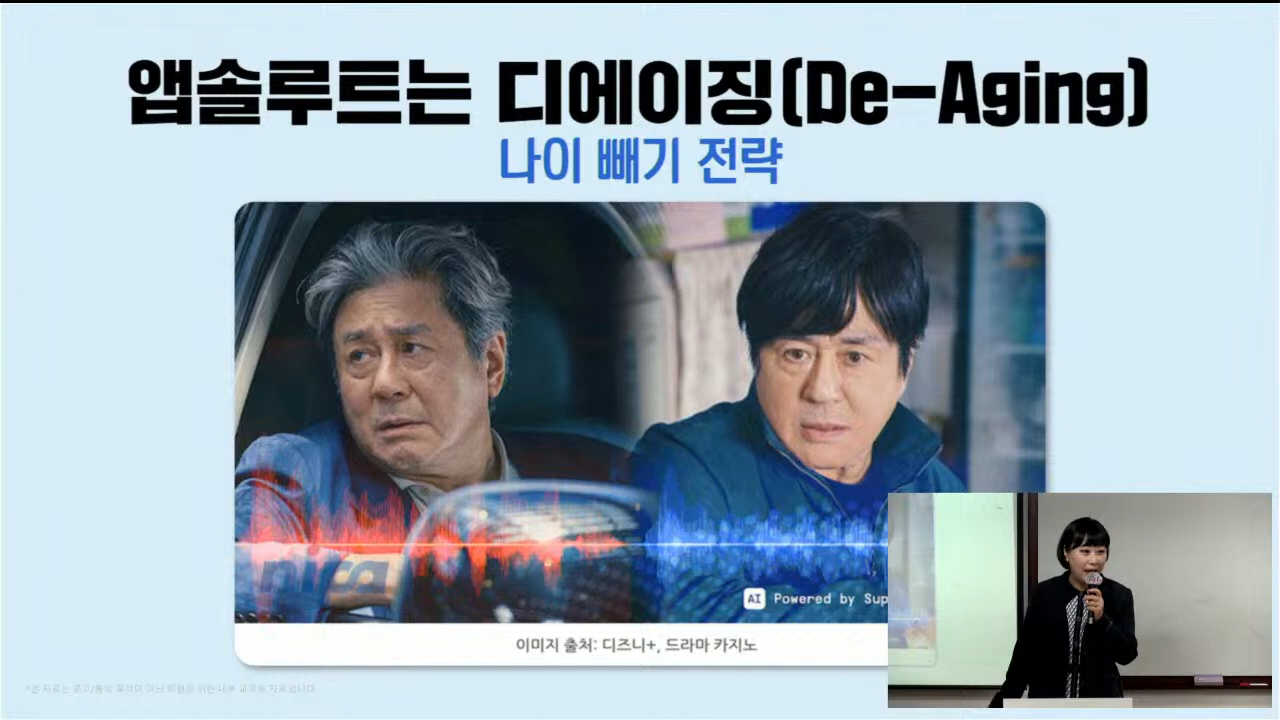 앱솔루트는 디에이징(De-Aging)
나이 빼기 전략
AI Powered by Sup
이미지 출처: 디즈니+, 드라마 카지노